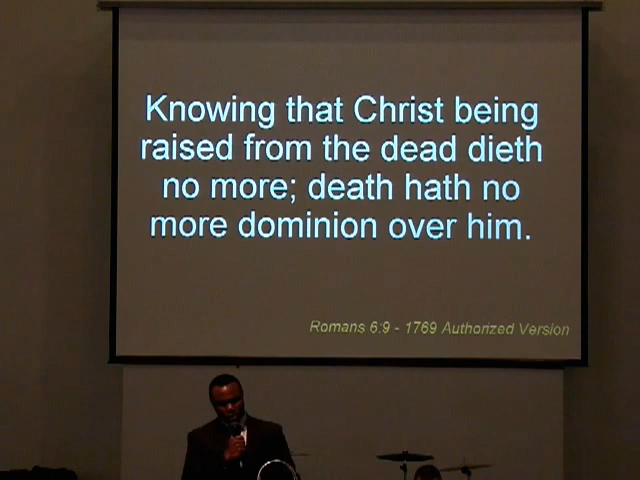 Knowing that Christ being
raised from the dead dieth
no more; death hath no
more dominion over him.
Romans 6:9 - 1769 Authorized Version